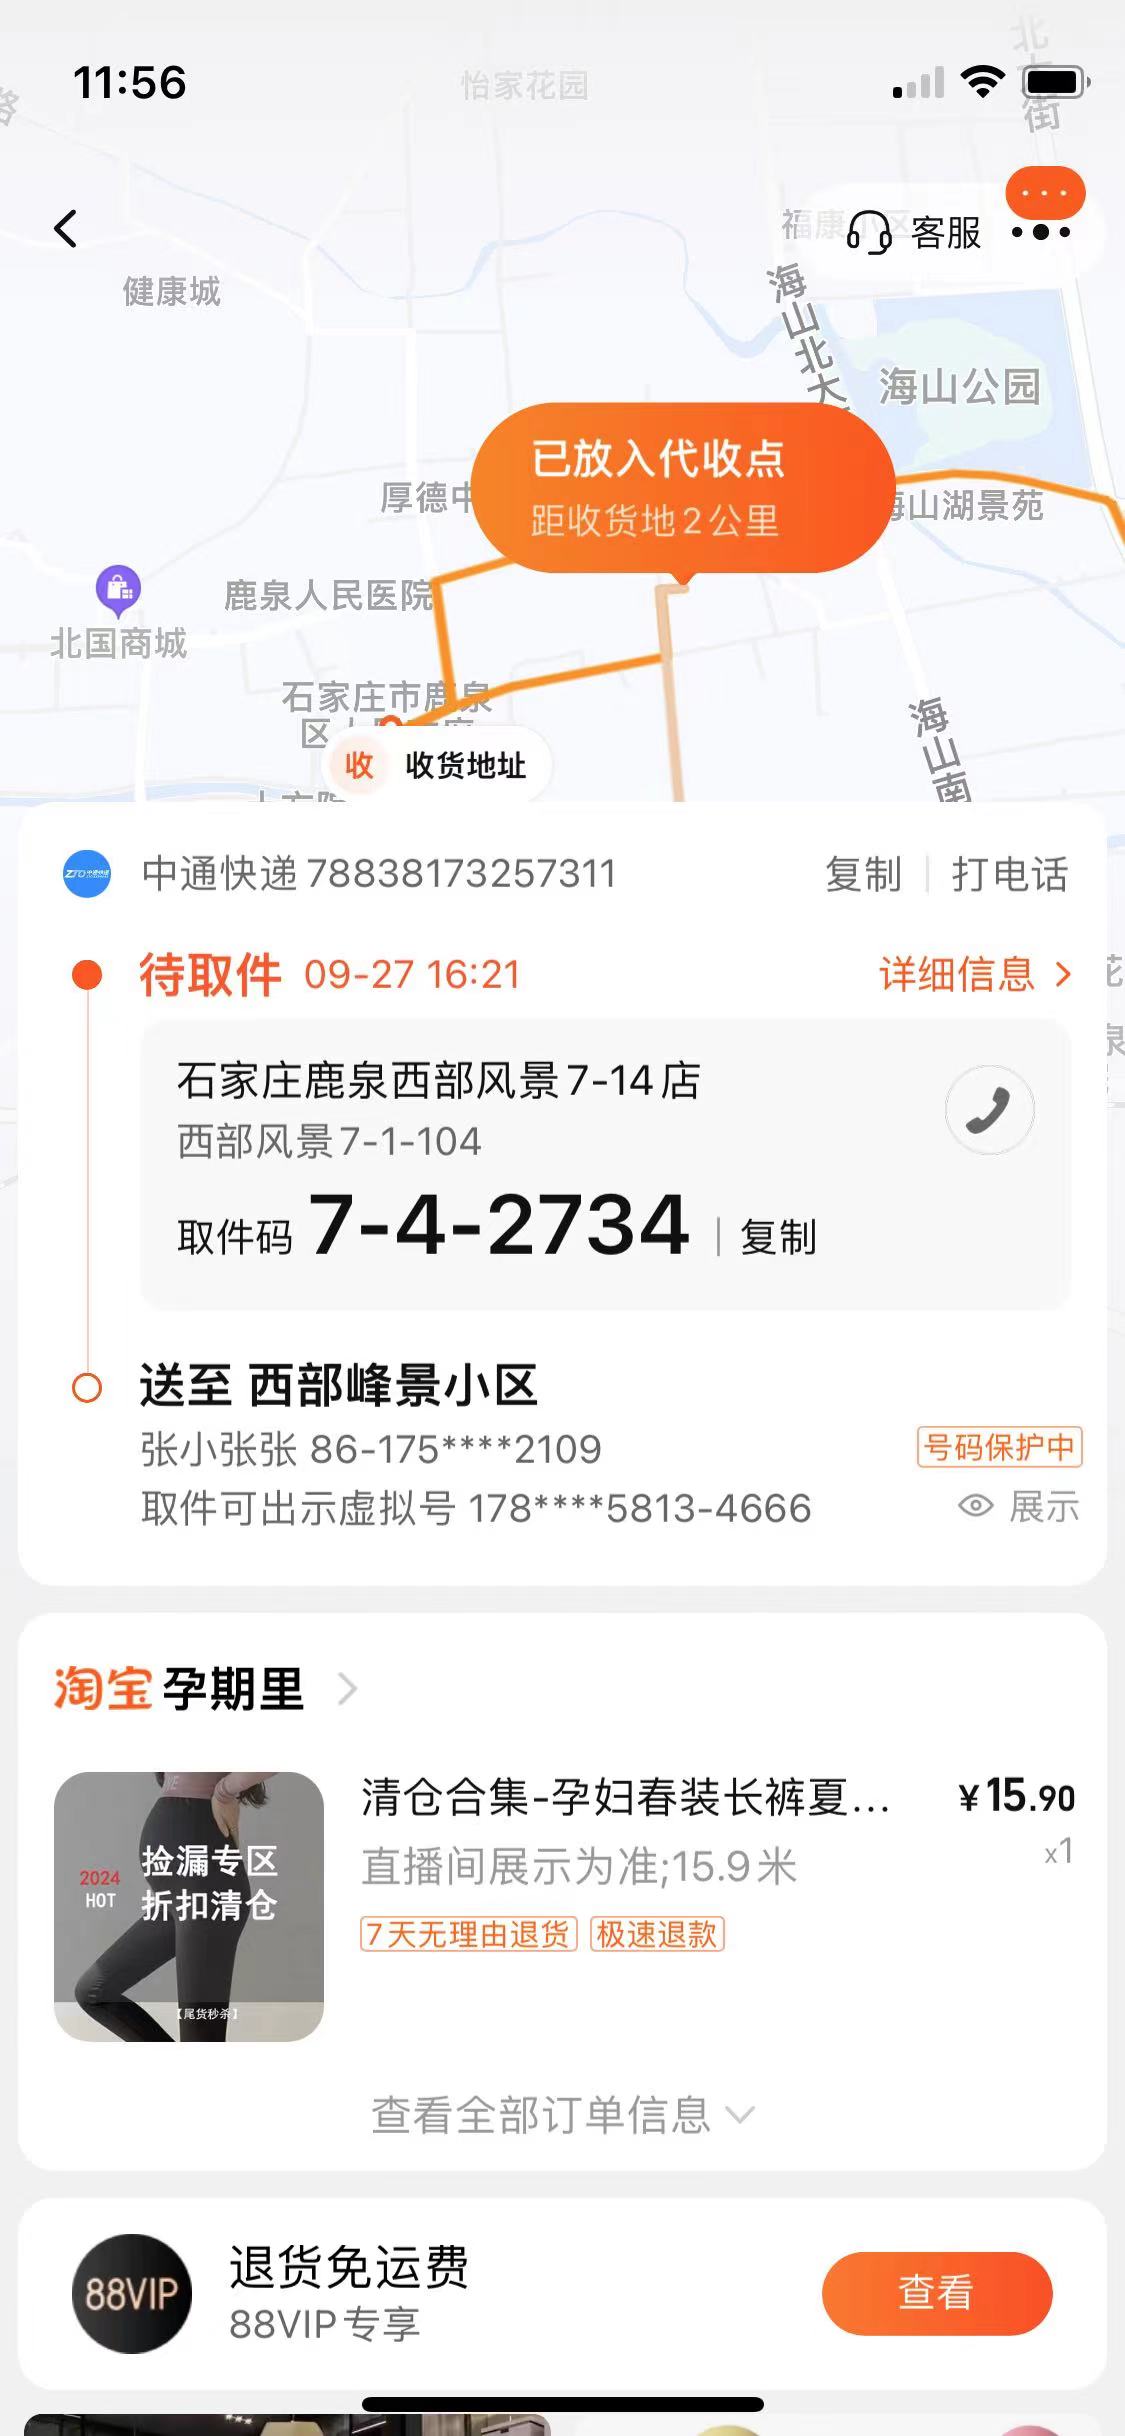 11:56
怡家花园
北大街
路
福康小区
客服
健康城
海山北大
海山公园
已放入代收点
距收货地2公里
厚德中
海山湖景苑
鹿泉人民医院
北国商城
石家庄市鹿泉
区人
海山南
收 收货地址
中通快递 78838173257311
复制 | 打电话
待取件 09-27 16:21
详细信息 >
石家庄鹿泉西部风景7-14店
西部风景7-1-104
取件码 7-4-2734 | 复制
送至 西部峰景小区
张小张张 86-175****2109
号码保护中
取件可出示虚拟号 178****5813-4666
展示
淘宝 孕期里 >
清仓合集-孕妇春装长裤夏...
¥15.90
直播间展示为准;15.9米
x1
7天无理由退货 极速退款
捡漏专区
2024
HOT
折扣清仓
【尾货秒杀】
查看全部订单信息
88VIP
退货免运费
88VIP专享
查看